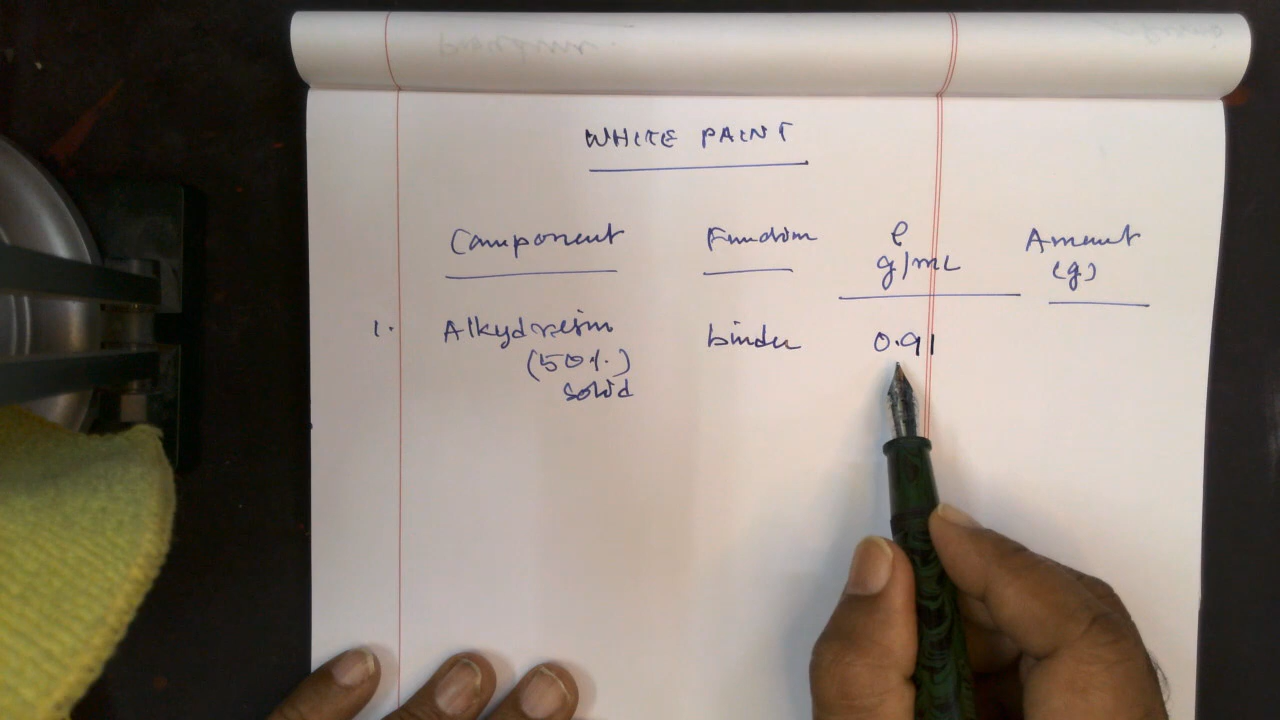 WHITE PAINT
Component Function ρ Amount
g/mL (g)
1. Alkyd resin binder 0.91
(50%)
solid